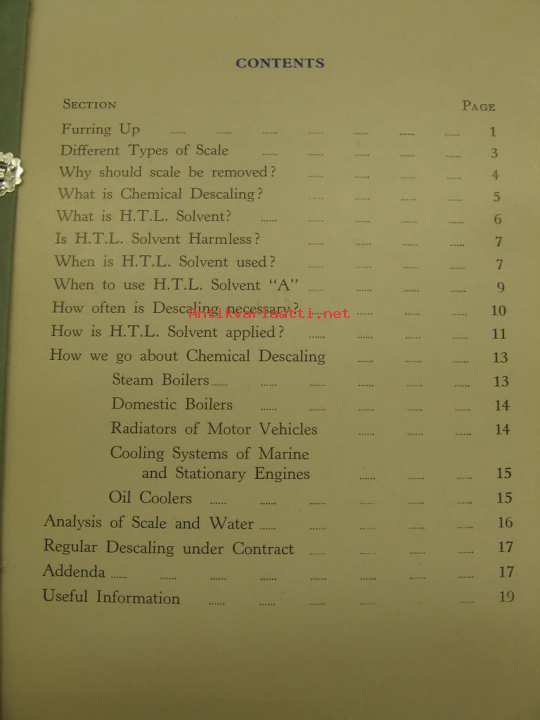 CONTENTS
SECTION PAGE
Furring Up ...... ...... ...... ...... ...... ...... ...... 1
Different Types of Scale ...... ...... ...... ...... ...... 3
Why should scale be removed? ...... ...... ...... ...... 4
What is Chemical Descaling? ...... ...... ...... ...... 5
What is H.T.L. Solvent? ...... ...... ...... ...... ...... 6
Is H.T.L. Solvent Harmless? ...... ...... ...... ...... 7
When is H.T.L. Solvent used? ...... ...... ...... ...... 7
When to use H.T.L. Solvent "A" ...... ...... ...... ...... 9
How often is Descaling necessary? ...... ...... ...... ...... 10
antikvariaatti.net
How is H.T.L. Solvent applied? ...... ...... ...... ...... 11
How we go about Chemical Descaling ...... ...... ...... 13
Steam Boilers ...... ...... ...... ...... ...... ...... 13
Domestic Boilers ...... ...... ...... ...... ...... 14
Radiators of Motor Vehicles ...... ...... ...... 14
Cooling Systems of Marine
and Stationary Engines ...... ...... ...... 15
Oil Coolers ...... ...... ...... ...... ...... ...... 15
Analysis of Scale and Water ...... ...... ...... ...... ...... 16
Regular Descaling under Contract ...... ...... ...... ...... 17
Addenda ...... ...... ...... ...... ...... ...... ...... ...... 17
Useful Information ...... ...... ...... ...... ...... ...... 19